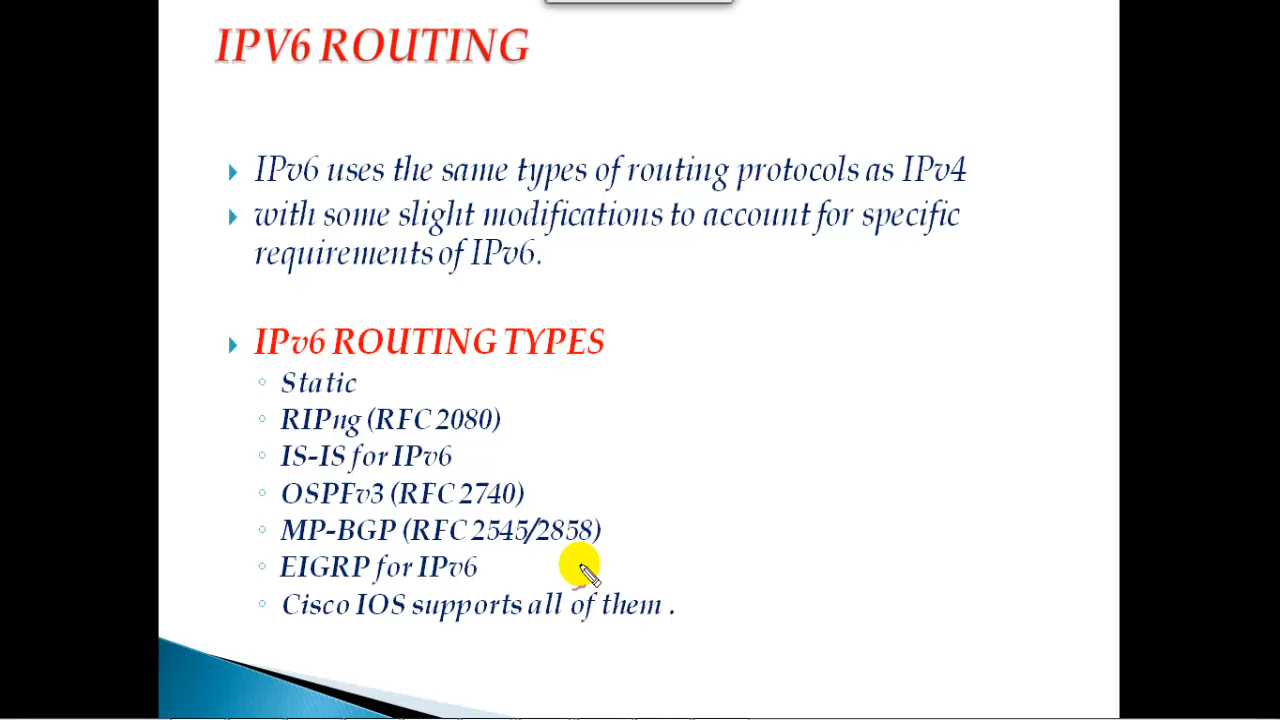 IPV6 ROUTING
IPv6 uses the same types of routing protocols as IPv4
with some slight modifications to account for specific
requirements of IPv6.
IPv6 ROUTING TYPES
Static
RIPng (RFC 2080)
IS-IS for IPv6
OSPFv3 (RFC 2740)
MP-BGP (RFC 2545/2858)
EIGRP for IPv6
Cisco IOS supports all of them .